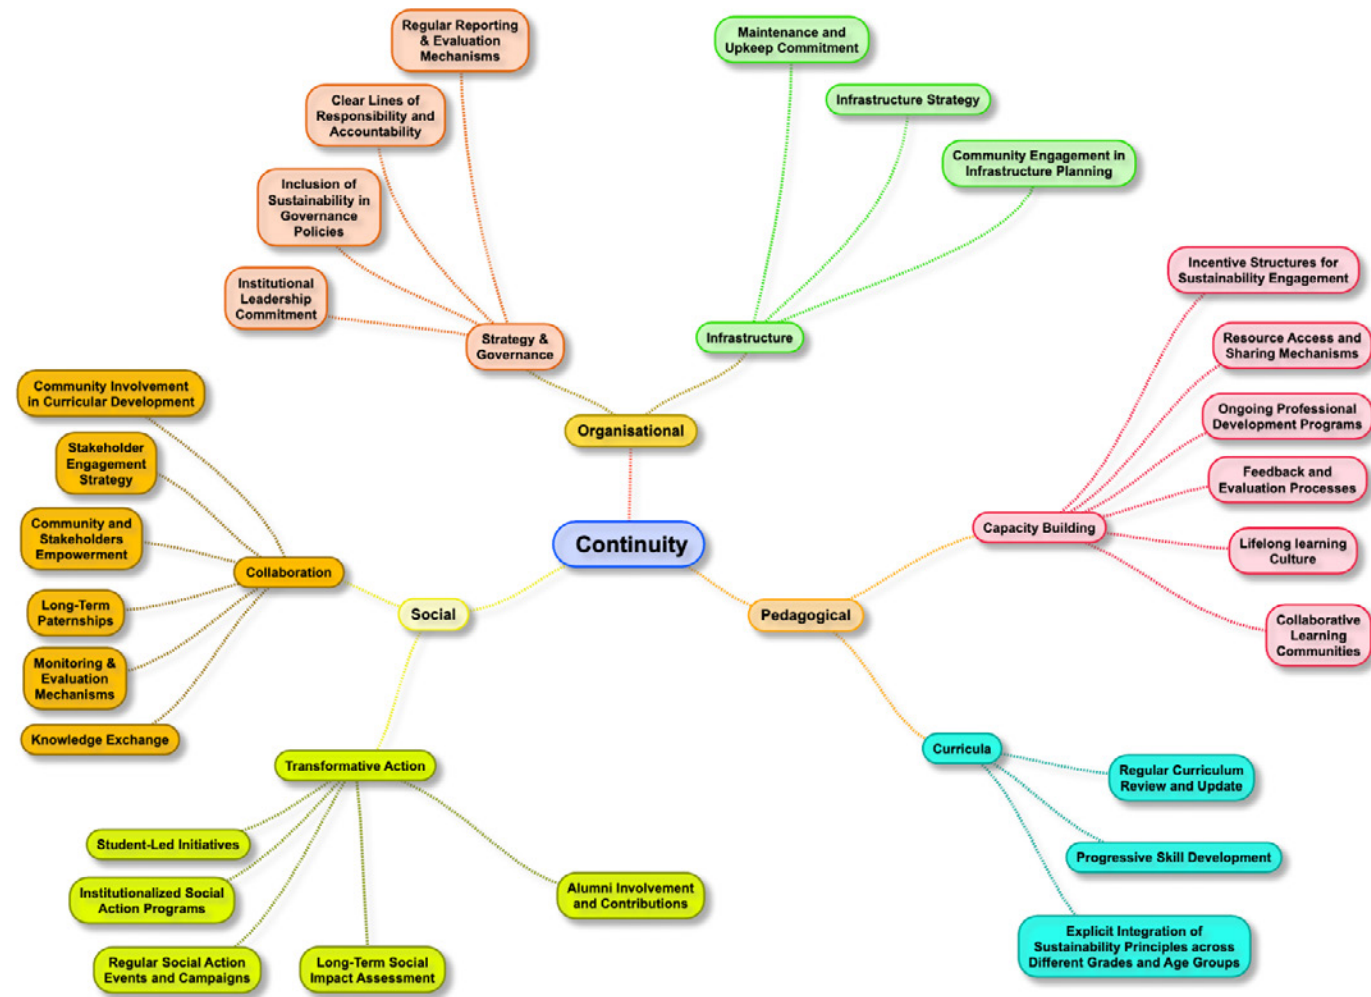 Regular Reporting
& Evaluation
Mechanisms
Clear Lines of
Responsibility and
Accountability
Inclusion of
Sustainability in
Governance
Policies
Institutional
Leadership
Commitment
Strategy &
Governance
Maintenance and
Upkeep Commitment
Infrastructure Strategy
Community Engagement in
Infrastructure Planning
Infrastructure
Organisational
Continuity
Community Involvement
in Curricular Development
Stakeholder
Engagement
Strategy
Community and
Stakeholders
Empowerment
Long-Term
Paternships
Monitoring &
Evaluation
Mechanisms
Knowledge Exchange
Collaboration
Social
Transformative Action
Student-Led Initiatives
Institutionalized Social
Action Programs
Regular Social Action
Events and Campaigns
Long-Term Social
Impact Assessment
Alumni Involvement
and Contributions
Pedagogical
Capacity Building
Incentive Structures for
Sustainability Engagement
Resource Access and
Sharing Mechanisms
Ongoing Professional
Development Programs
Feedback and
Evaluation Processes
Lifelong learning
Culture
Collaborative
Learning
Communities
Curricula
Regular Curriculum
Review and Update
Progressive Skill Development
Explicit Integration of
Sustainability Principles across
Different Grades and Age Groups